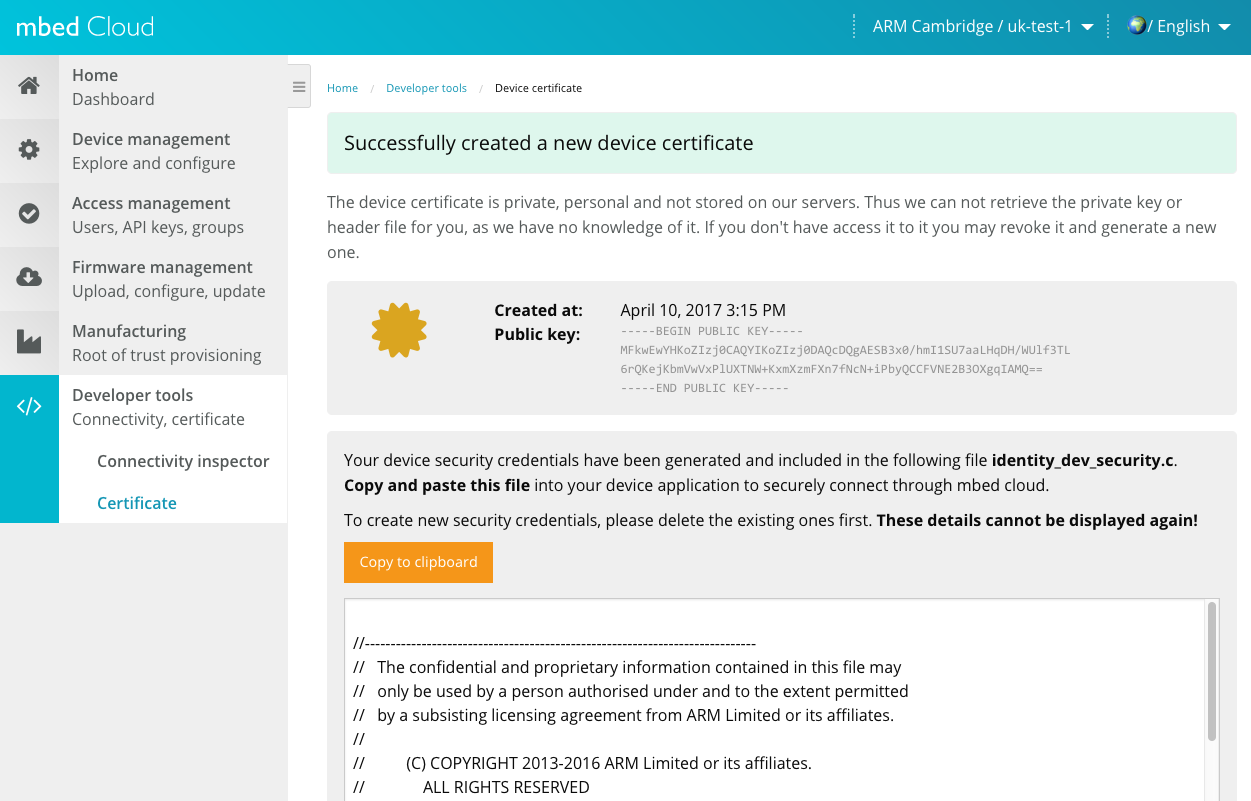 mbed Cloud
ARM Cambridge / uk-test-1
/ English
Home
Dashboard
Device management
Explore and configure
Access management
Users, API keys, groups
Firmware management
Upload, configure, update
Manufacturing
Root of trust provisioning
Developer tools
Connectivity, certificate
Connectivity inspector
Certificate
Home / Developer tools / Device certificate
Successfully created a new device certificate
The device certificate is private, personal and not stored on our servers. Thus we can not retrieve the private key or
header file for you, as we have no knowledge of it. If you don't have access it to it you may revoke it and generate a new
one.
Created at: April 10, 2017 3:15 PM
Public key: -----BEGIN PUBLIC KEY-----
MFkwEwYHKoZIzj0CAQYIKoZIzj0DAQcDQgAESB3x0/hmI1SU7aaLHqDH/WUlf3TL
6rQKejKbmVwVxPlUXTNW+KxmXzmFXn7fNcN+iPbyQCCFVNE2B3OXgqIAMQ==
-----END PUBLIC KEY-----
Your device security credentials have been generated and included in the following file identity_dev_security.c.
Copy and paste this file into your device application to securely connect through mbed cloud.
To create new security credentials, please delete the existing ones first. These details cannot be displayed again!
Copy to clipboard
//----------------------------------------------------------------------------
// The confidential and proprietary information contained in this file may
// only be used by a person authorised under and to the extent permitted
// by a subsisting licensing agreement from ARM Limited or its affiliates.
//
// (C) COPYRIGHT 2013-2016 ARM Limited or its affiliates.
// ALL RIGHTS RESERVED